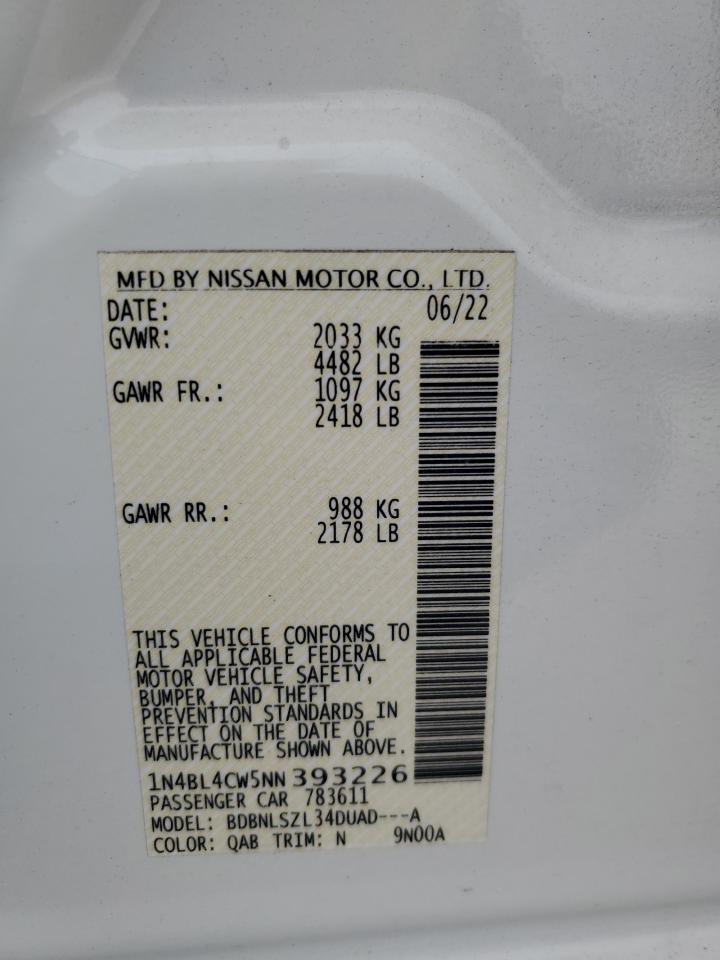 MFD BY NISSAN MOTOR CO., LTD.
DATE: 06/22
GVWR: 2033 KG
4482 LB
GAWR FR.: 1097 KG
2418 LB
GAWR RR.: 988 KG
2178 LB
THIS VEHICLE CONFORMS TO
ALL APPLICABLE FEDERAL
MOTOR VEHICLE SAFETY,
BUMPER, AND THEFT
PREVENTION STANDARDS IN
EFFECT ON THE DATE OF
MANUFACTURE SHOWN ABOVE.
1N4BL4CW5NN393226
PASSENGER CAR 783611
MODEL: BDBNLSZL34DUAD---A
COLOR: QAB TRIM: N 9N00A